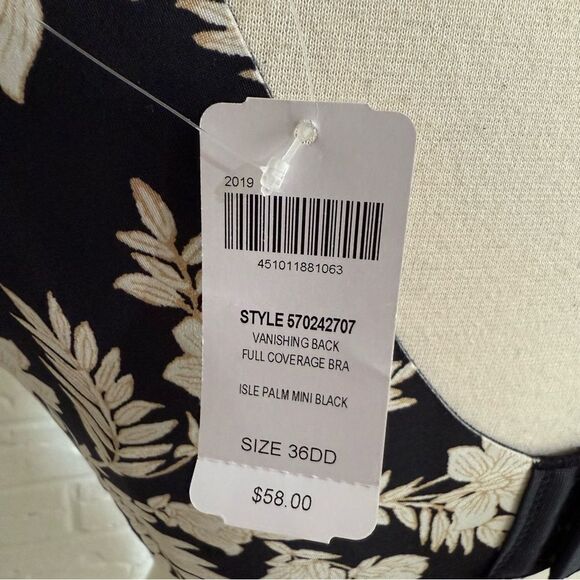 2019
451011881063
STYLE 570242707
VANISHING BACK
FULL COVERAGE BRA
ISLE PALM MINI BLACK
SIZE 36DD
$58.00